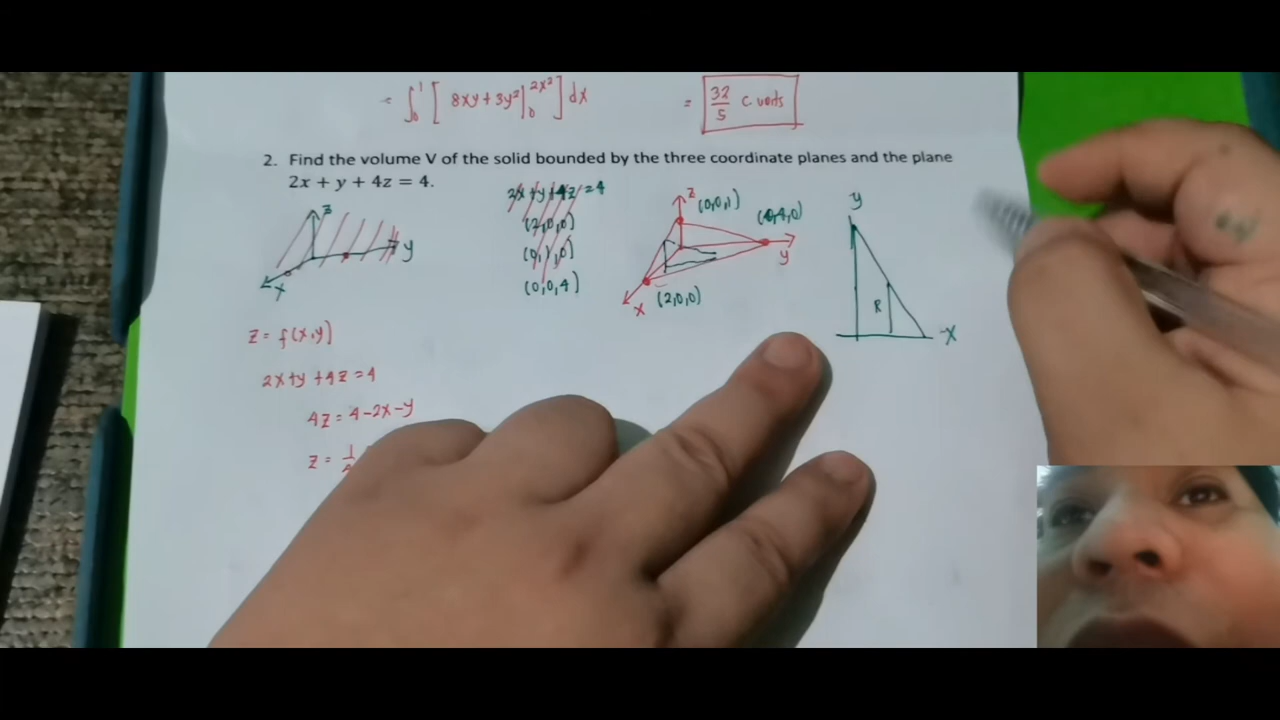 = ∫₀¹ [ 8xy + 3y² |₀^2x² ] dx
= 32/5 c. units
2. Find the volume V of the solid bounded by the three coordinate planes and the plane
2x + y + 4z = 4.
z
y
x
2x+y+4z=4
(2,0,0)
(0,1,0)
(0,0,4)
z
(0,0,1)
(0,4,0)
y
x
(2,0,0)
y
R
x
z = f(x,y)
2x+y+4z=4
4z = 4-2x-y
z = 1/4